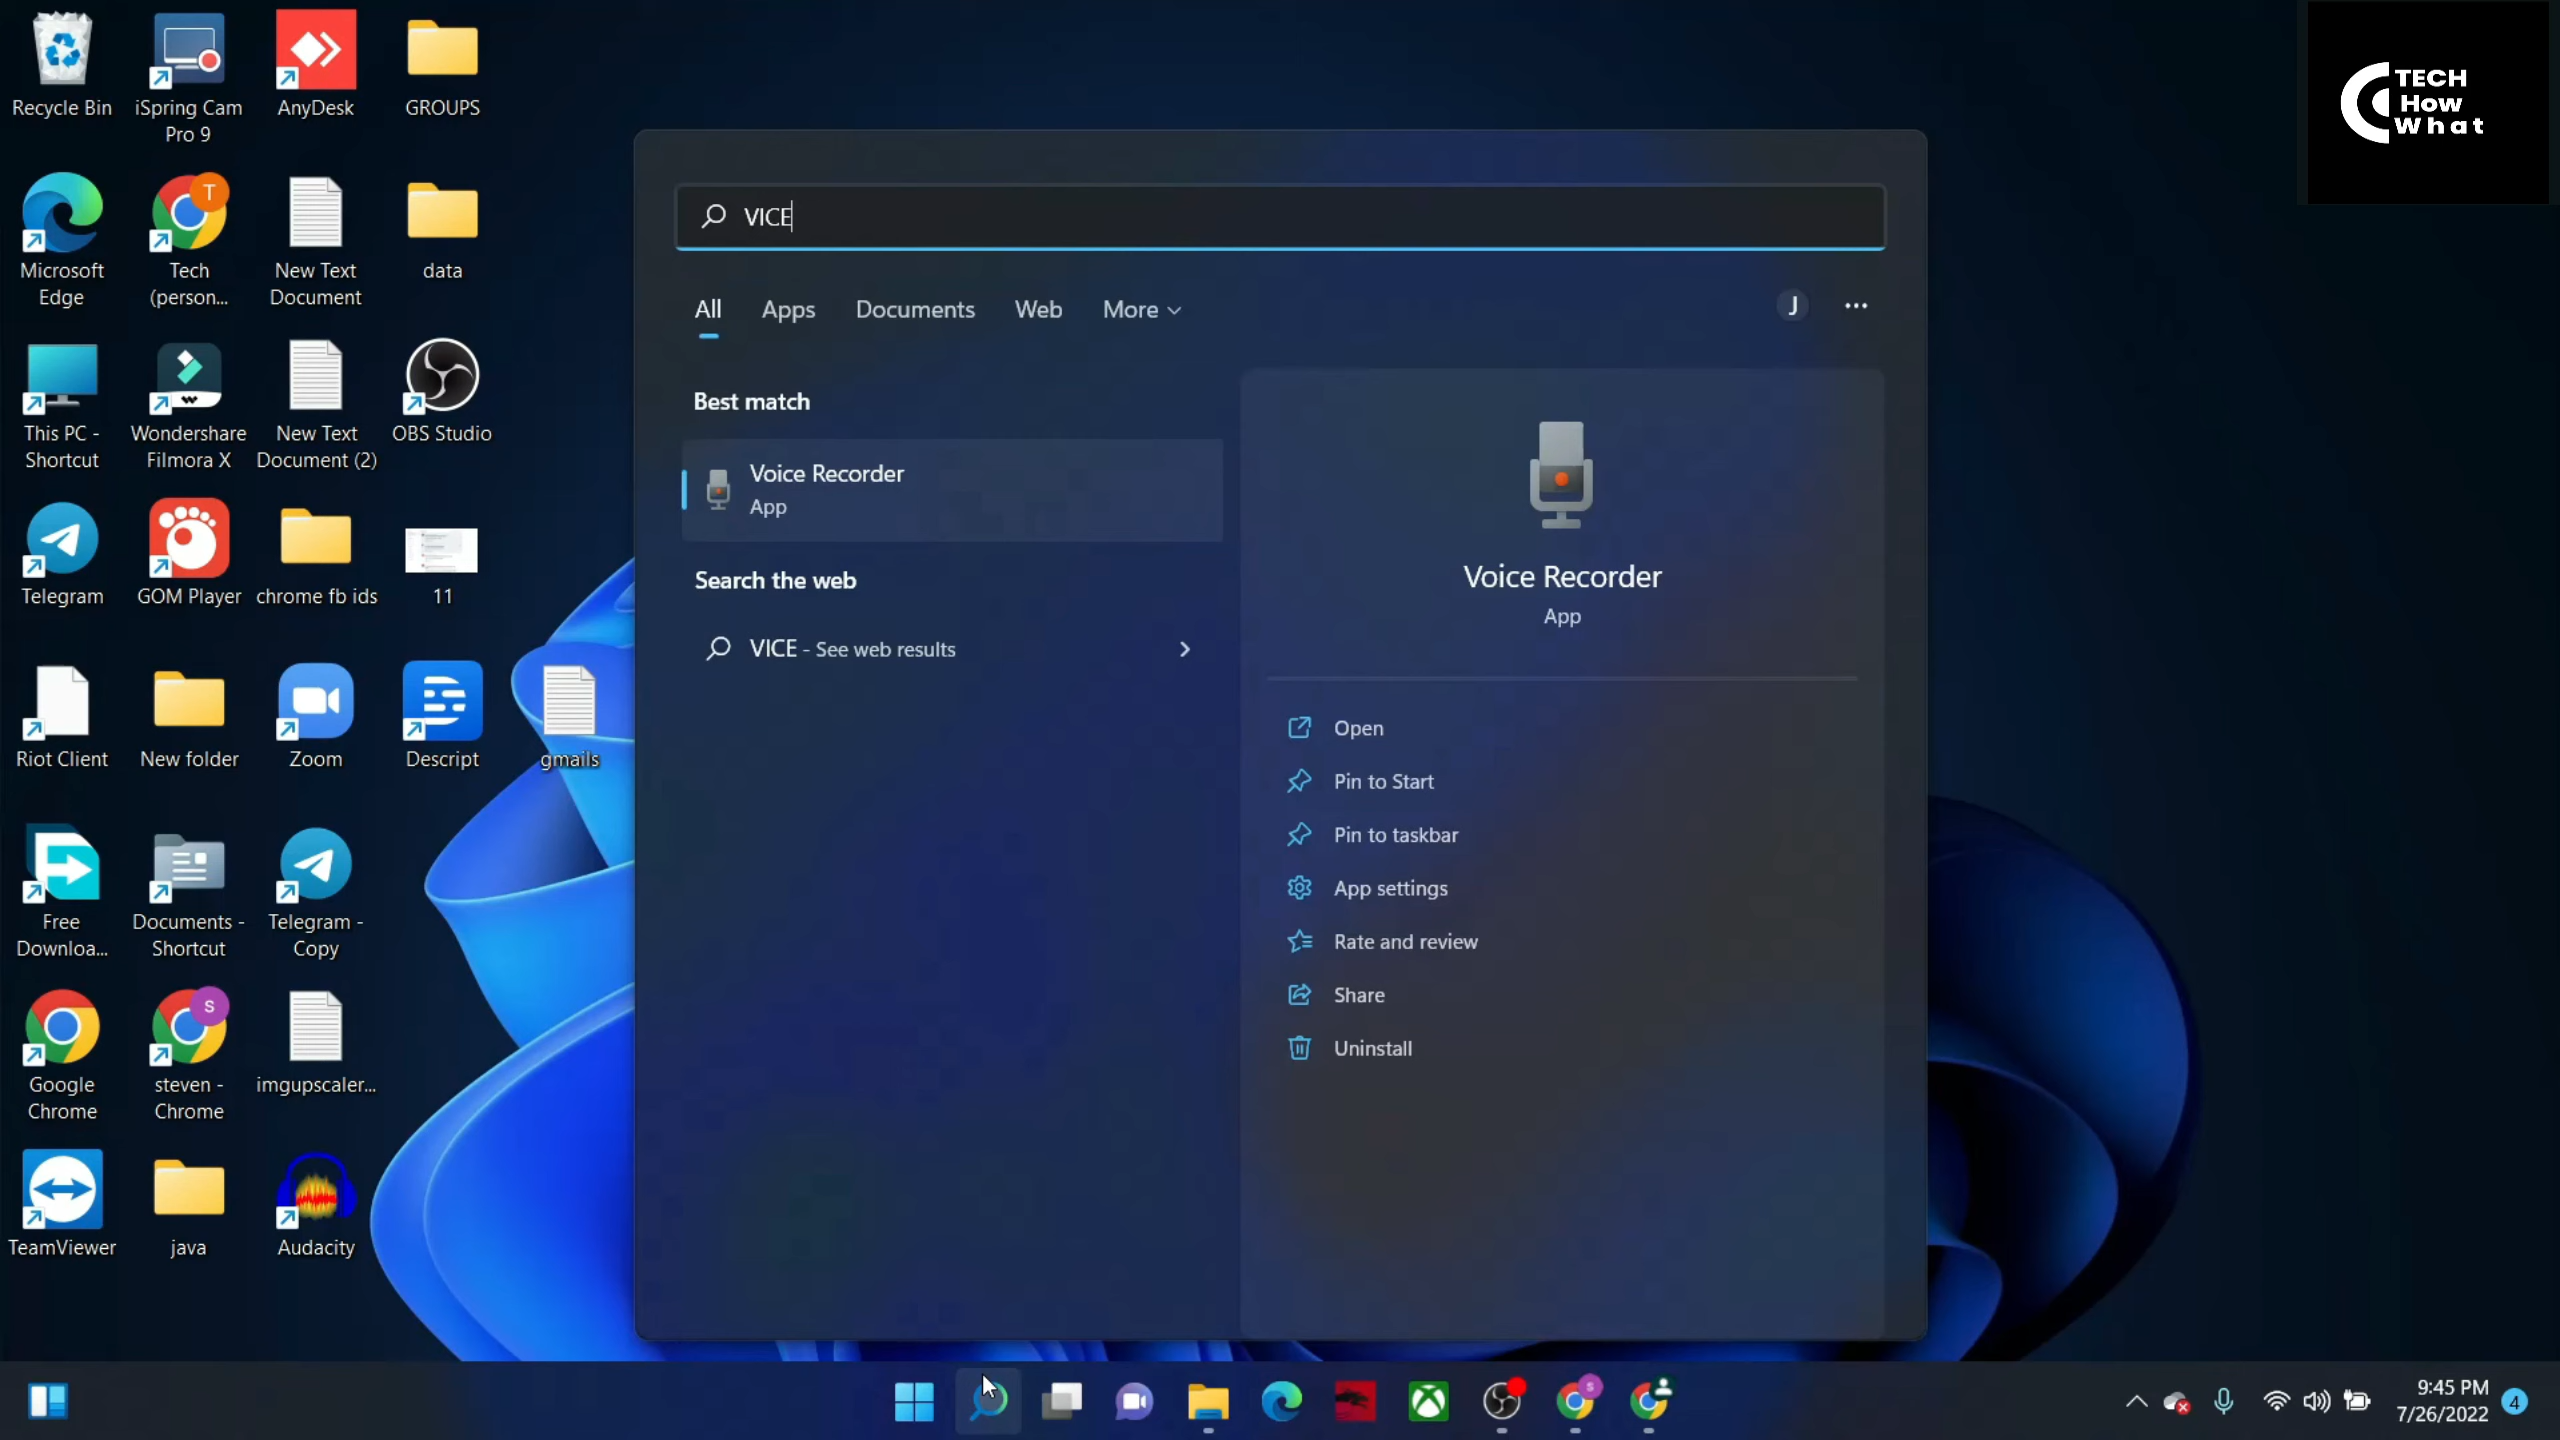 Recycle Bin
iSpring Cam
Pro 9
AnyDesk
GROUPS
Microsoft
Edge
Tech
(person...
New Text
Document
data
This PC -
Shortcut
Wondershare
Filmora X
New Text
Document (2)
OBS Studio
Telegram
GOM Player
chrome fb ids
11
Riot Client
New folder
Zoom
Descript
gmails
Free
Downloa...
Documents -
Shortcut
Telegram -
Copy
Google
Chrome
steven -
Chrome
imgupscaler...
TeamViewer
java
Audacity
T
S
TECH
How
What
VICE
All
Apps
Documents
Web
More
J
Best match
Voice Recorder
App
Search the web
VICE - See web results
Voice Recorder
App
Open
Pin to Start
Pin to taskbar
App settings
Rate and review
Share
Uninstall
S
9:45 PM
7/26/2022
4